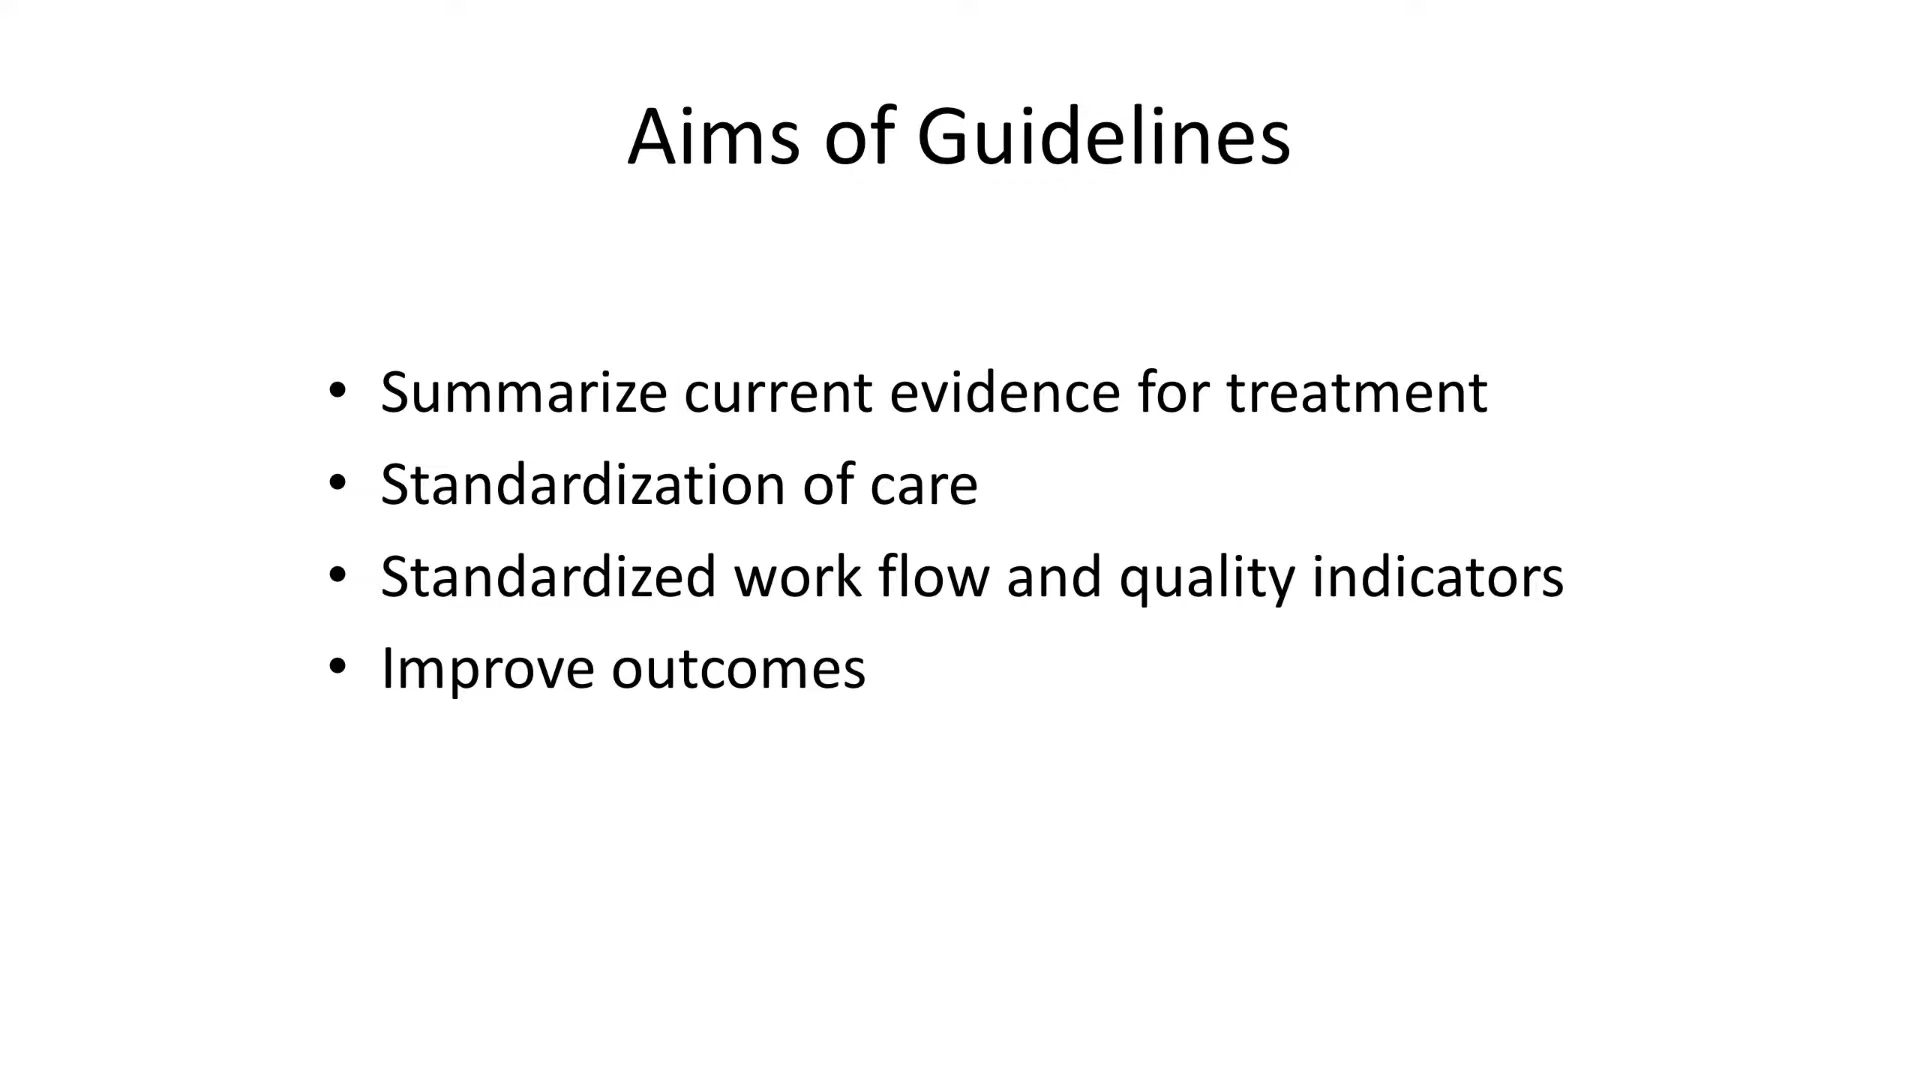 Aims of Guidelines
• Summarize current evidence for treatment
• Standardization of care
• Standardized work flow and quality indicators
• Improve outcomes